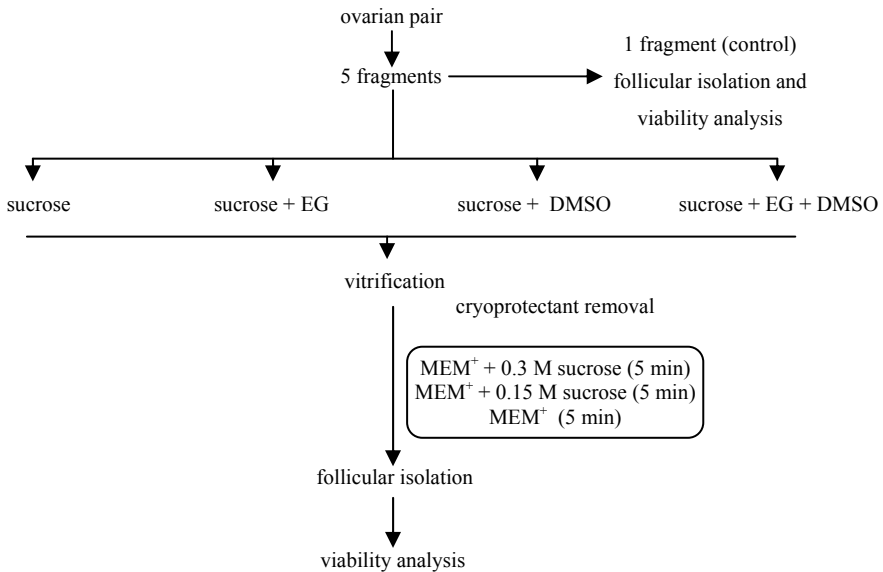 ovarian pair
5 fragments
1 fragment (control)
follicular isolation and
viability analysis
sucrose
sucrose + EG
sucrose + DMSO
sucrose + EG + DMSO
vitrification
cryoprotectant removal
MEM⁺ + 0.3 M sucrose (5 min)
MEM⁺ + 0.15 M sucrose (5 min)
MEM⁺ (5 min)
follicular isolation
viability analysis